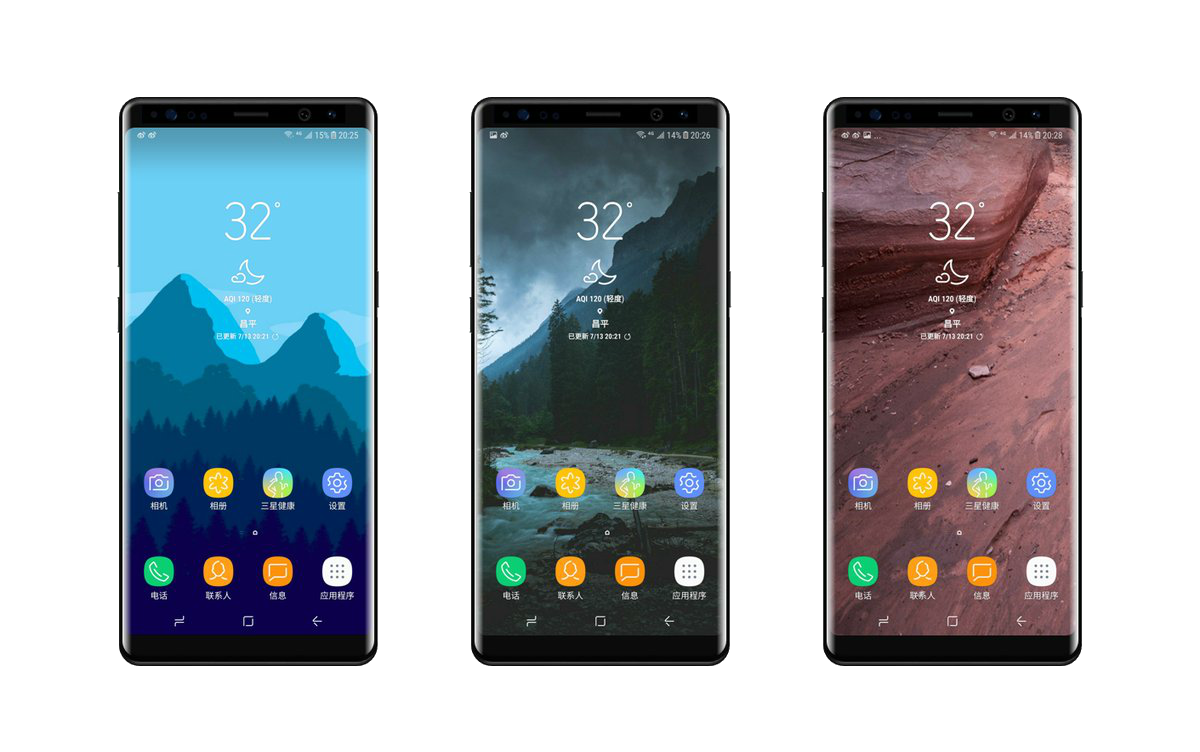 4G 15% 20:25
32°
AQI 120 (轻度)
昌平
已更新 7/13 20:21
相机 相册 三星健康 设置
电话 联系人 信息 应用程序
4G 14% 20:26
32°
AQI 120 (轻度)
昌平
已更新 7/13 20:21
相机 相册 三星健康 设置
电话 联系人 信息 应用程序
... 4G 14% 20:28
32°
AQI 120 (轻度)
昌平
已更新 7/13 20:21
相机 相册 三星健康 设置
电话 联系人 信息 应用程序